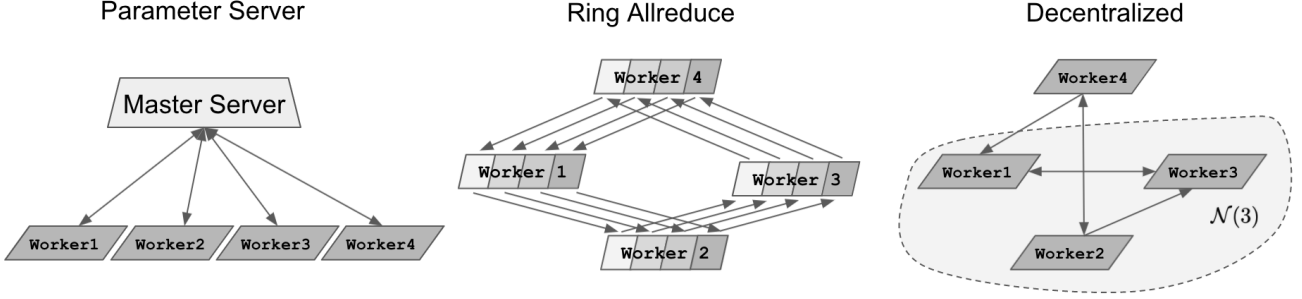 Parameter Server
Master Server
Worker1
Worker2
Worker3
Worker4
Ring Allreduce
Worker 4
Worker 1
Worker 3
Worker 2
Decentralized
Worker4
Worker1
Worker3
𝒩(3)
Worker2